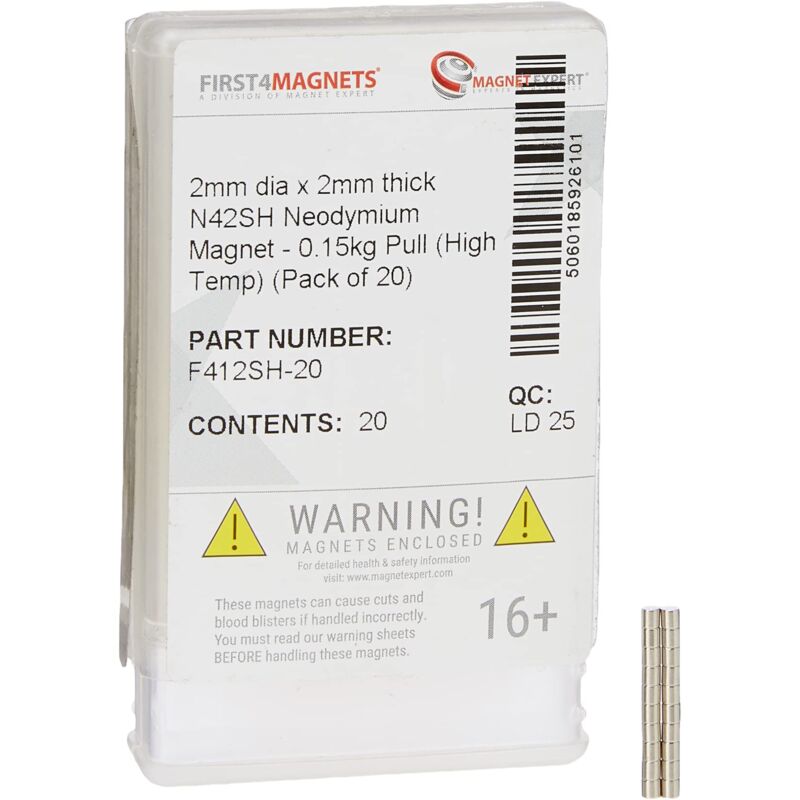 FIRST4MAGNETS®
A DIVISION OF MAGNET EXPERT
MAGNET EXPERT®
2mm dia x 2mm thick
N42SH Neodymium
Magnet - 0.15kg Pull (High
Temp) (Pack of 20)
5060185926101
PART NUMBER:
F412SH-20
CONTENTS: 20
QC:
LD 25
WARNING!
MAGNETS ENCLOSED
For detailed health & safety information
visit: www.magnetexpert.com
These magnets can cause cuts and
blood blisters if handled incorrectly.
You must read our warning sheets
BEFORE handling these magnets.
16+